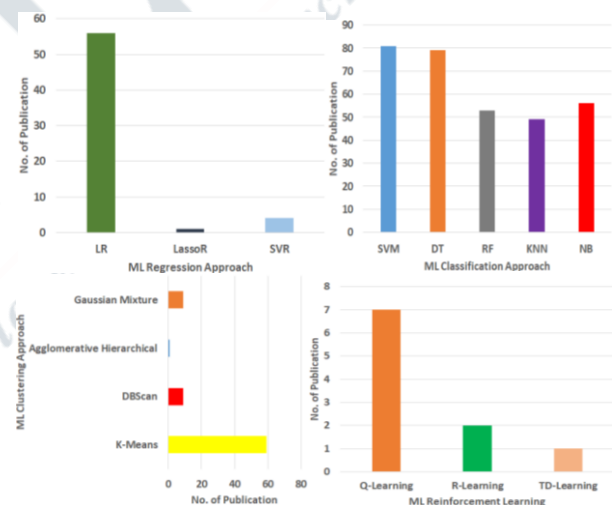 60
50
40
30
20
10
0
No. of Publication
LR LassoR SVR
ML Regression Approach
90
80
70
60
50
40
30
20
10
0
No. of Publication
SVM DT RF KNN NB
ML Classification Approach
ML Clustering Approach
Gaussian Mixture
Agglomerative Hierarchical
DBScan
K-Means
0 20 40 60 80
No. of Publication
8
7
6
5
4
3
2
1
0
No. of Publication
Q-Learning R-Learning TD-Learning
ML Reinforcement Learning